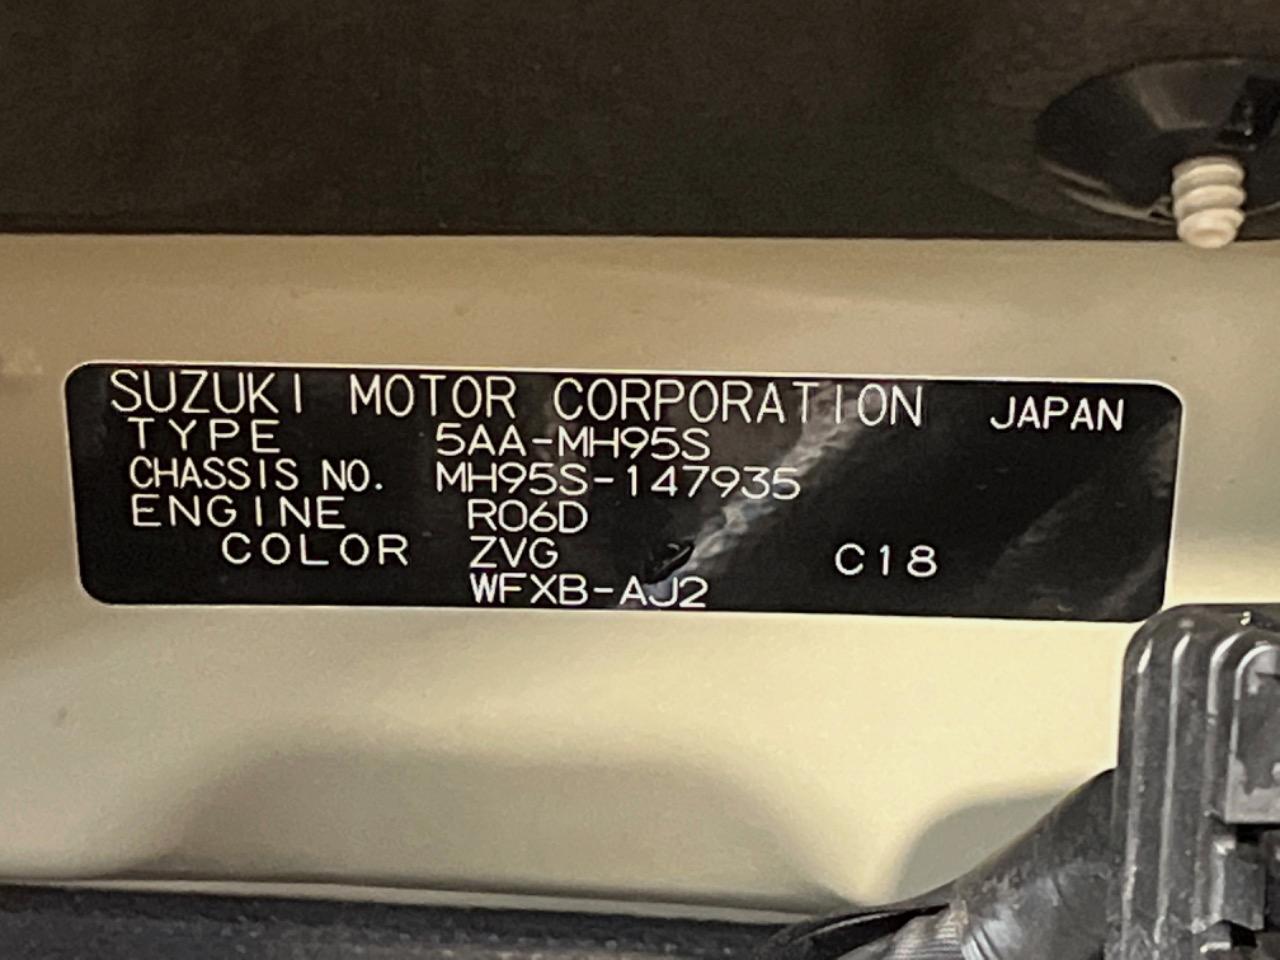 SUZUKI MOTOR CORPORATION JAPAN
TYPE 5AA-MH95S
CHASSIS NO. MH95S-147935
ENGINE R06D
COLOR ZVG C18
WFXB-AJ2